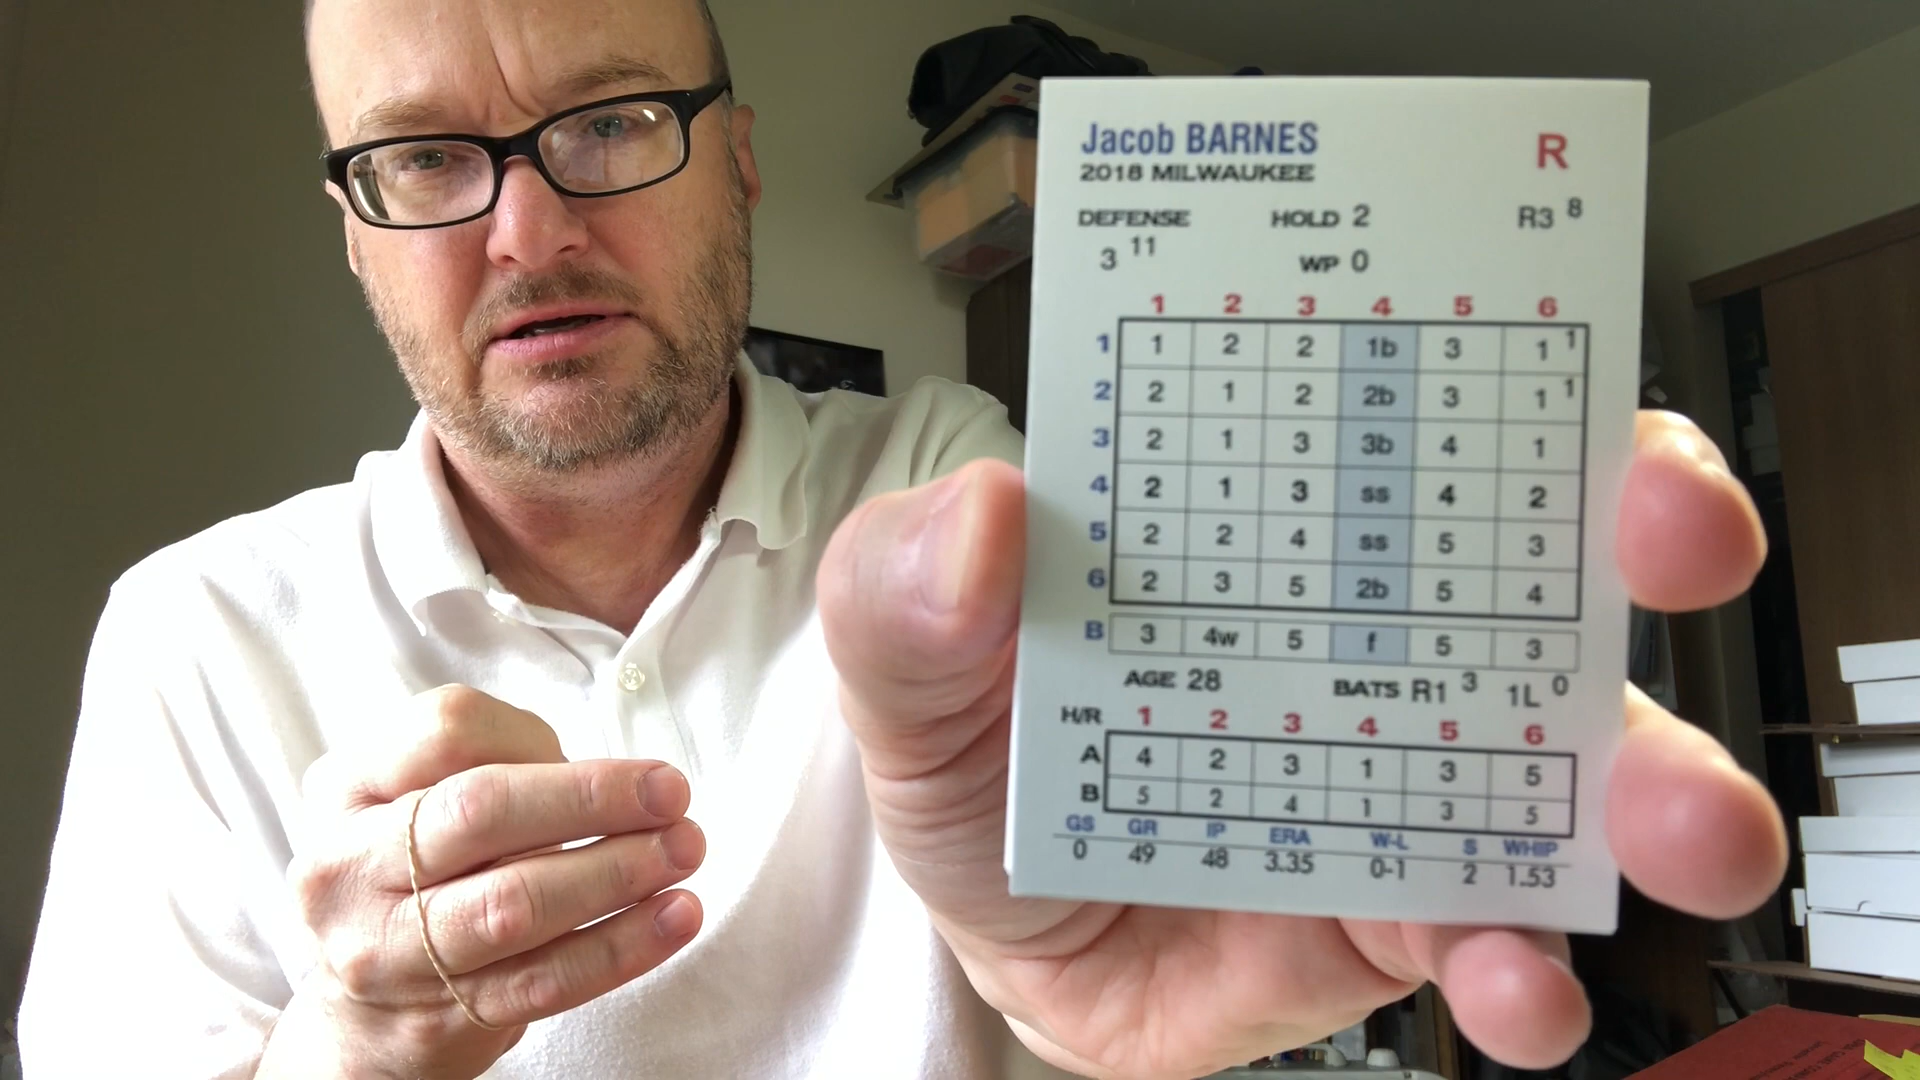 Jacob BARNES R
2018 MILWAUKEE
DEFENSE HOLD 2 R3 8
3 11 WP 0
1 2 3 4 5 6
1 1 2 2 1b 3 1 1
2 2 1 2 2b 3 1 1
3 2 1 3 3b 4 1
4 2 1 3 ss 4 2
5 2 2 4 ss 5 3
6 2 3 5 2b 5 4
B 3 4w 5 f 5 3
AGE 28 BATS R1 3 1L 0
H/R 1 2 3 4 5 6
A 4 2 3 1 3 5
B 5 2 4 1 3 5
GS GR IP ERA W-L S WHIP
0 49 48 3.35 0-1 2 1.53